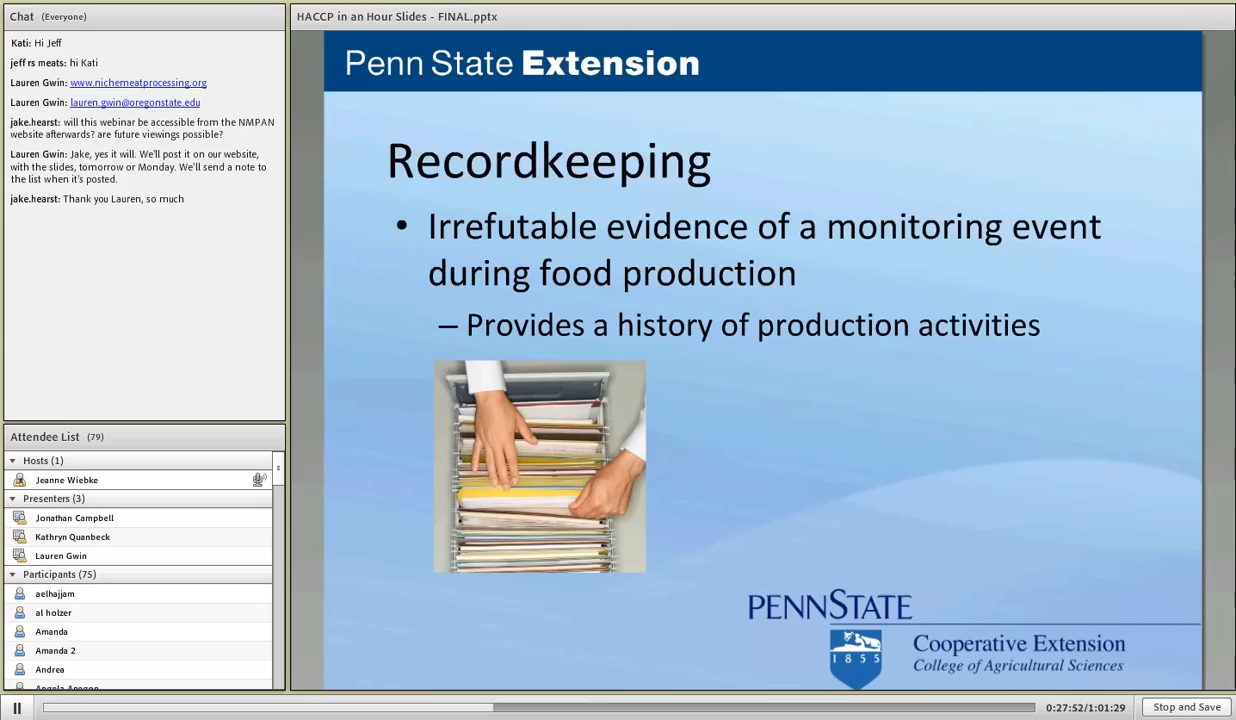 Chat (Everyone)
Kati: Hi Jeff
jeff rs meats: hi Kati
Lauren Gwin: www.nichemeatprocessing.org
Lauren Gwin: lauren.gwin@oregonstate.edu
jake.hearst: will this webinar be accessible from the NMPAN
website afterwards? are future viewings possible?
Lauren Gwin: Jake, yes it will. We'll post it on our website,
with the slides, tomorrow or Monday. We'll send a note to
the list when it's posted.
jake.hearst: Thank you Lauren, so much
Attendee List (79)
Hosts (1)
Jeanne Wiebke
Presenters (3)
Jonathan Campbell
Kathryn Quanbeck
Lauren Gwin
Participants (75)
aelhajjam
al holzer
Amanda
Amanda 2
Andrea
Angela Aragon
HACCP in an Hour Slides - FINAL.pptx
Penn State Extension
Recordkeeping
• Irrefutable evidence of a monitoring event
during food production
– Provides a history of production activities
PENNSTATE
1855
Cooperative Extension
College of Agricultural Sciences
0:27:52/1:01:29
Stop and Save